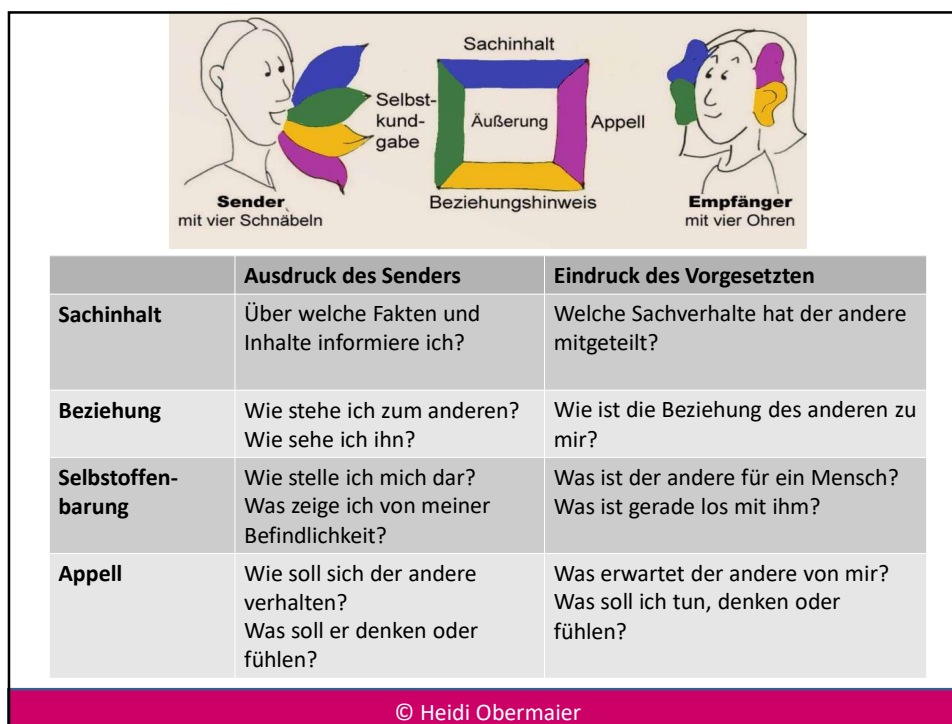 Sachinhalt
Selbst-
kund-
gabe
Äußerung
Appell
Beziehungshinweis
Sender
mit vier Schnäbeln
Empfänger
mit vier Ohren
Ausdruck des Senders
Eindruck des Vorgesetzten
Sachinhalt
Über welche Fakten und
Inhalte informiere ich?
Welche Sachverhalte hat der andere
mitgeteilt?
Beziehung
Wie stehe ich zum anderen?
Wie sehe ich ihn?
Wie ist die Beziehung des anderen zu
mir?
Selbstoffen-
barung
Wie stelle ich mich dar?
Was zeige ich von meiner
Befindlichkeit?
Was ist der andere für ein Mensch?
Was ist gerade los mit ihm?
Appell
Wie soll sich der andere
verhalten?
Was soll er denken oder
fühlen?
Was erwartet der andere von mir?
Was soll ich tun, denken oder
fühlen?
© Heidi Obermaier